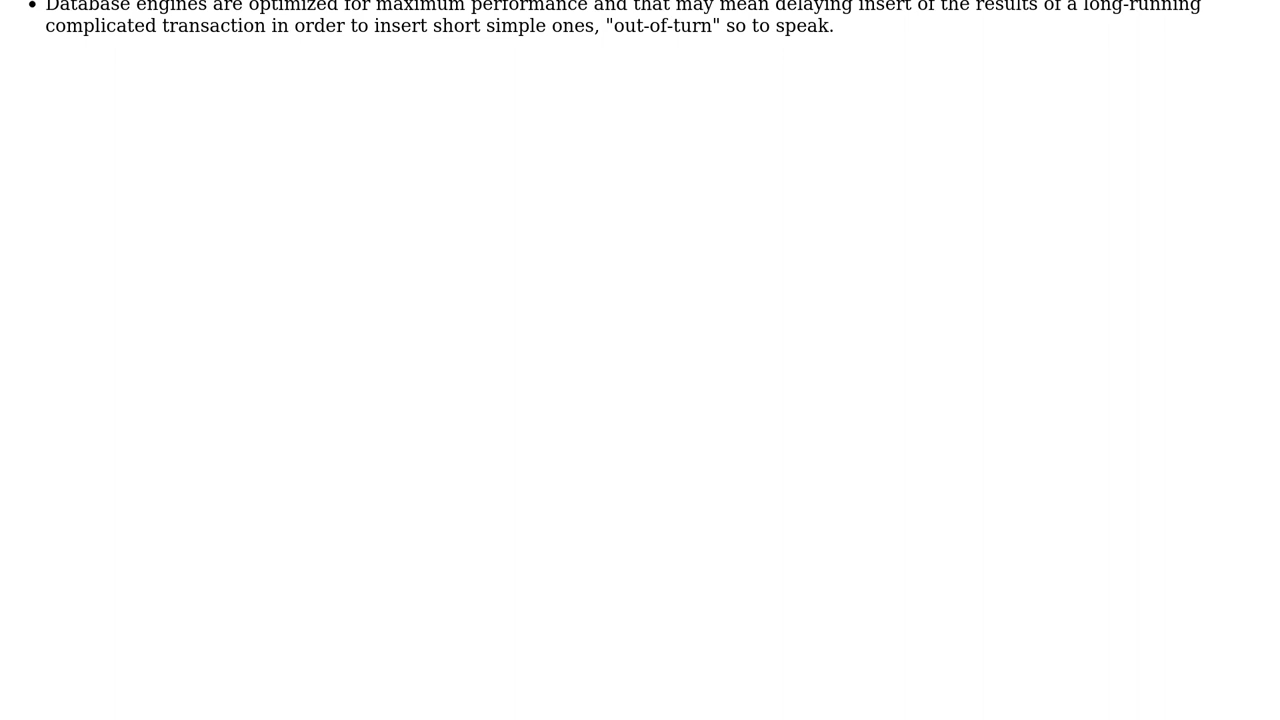 • Database engines are optimized for maximum performance and that may mean delaying insert of the results of a long-running
complicated transaction in order to insert short simple ones, "out-of-turn" so to speak.